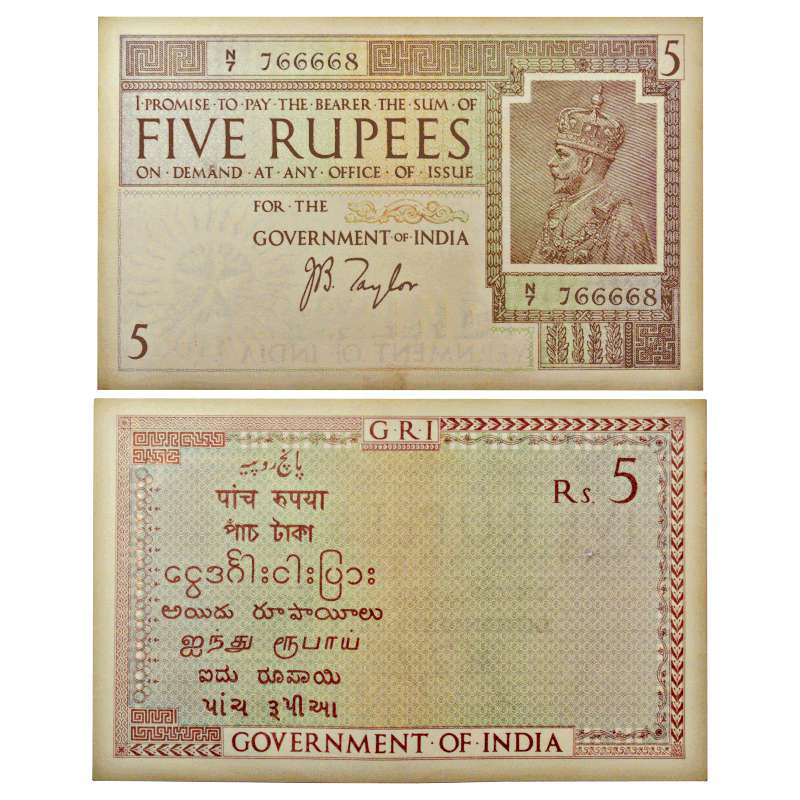 N/7 766668
5
I·PROMISE·TO·PAY·THE·BEARER·THE·SUM·OF
FIVE RUPEES
ON·DEMAND·AT·ANY·OFFICE·OF·ISSUE
FOR·THE
GOVERNMENT·OF·INDIA
JB. Taylor
N/7 766668
5
G·R·I
Rs. 5
پانچ روپیہ
पांच रुपया
পাঁচ টাকা
ငွေဒင်္ဂါးငါးပြား
అయిదు రూపాయీలు
ஐந்து ரூபாய்
ಐದು ರೂಪಾಯಿ
પાંચ રૂપીઆ
GOVERNMENT·OF·INDIA